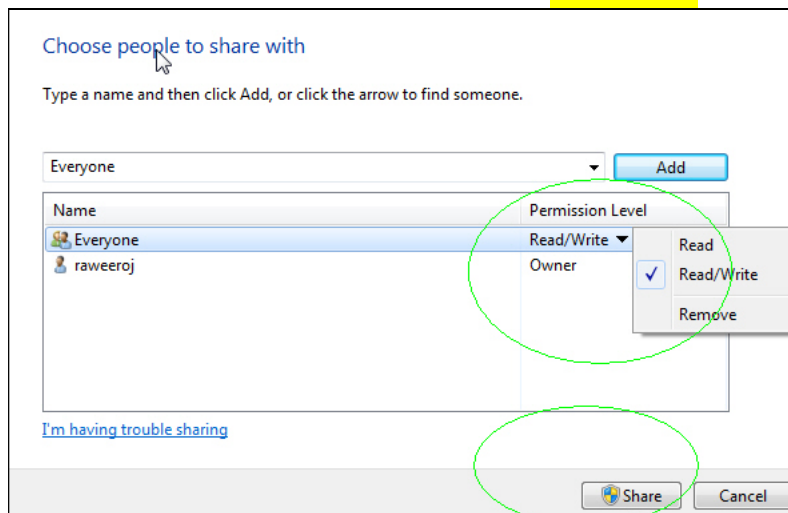 Choose people to share with
Type a name and then click Add, or click the arrow to find someone.
Everyone Add
Name Permission Level
Everyone Read/Write
raweeroj Owner
Read
Read/Write
Remove
I'm having trouble sharing
Share Cancel